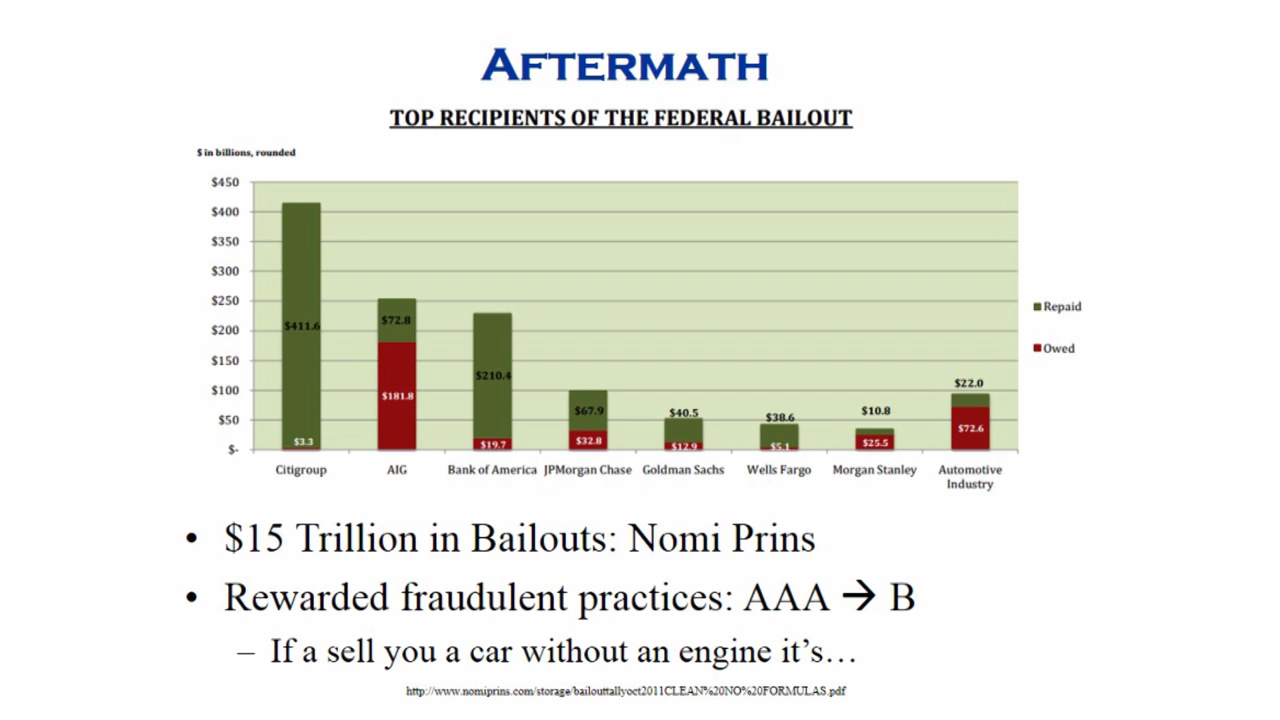 AFTERMATH
TOP RECIPIENTS OF THE FEDERAL BAILOUT
$ in billions, rounded
$450
$400
$350
$300
$250
$200
$150
$100
$50
$-
$411.6
$3.3
$72.8
$181.8
$210.4
$19.7
$67.9
$32.8
$40.5
$12.9
$38.6
$5.1
$10.8
$25.5
$22.0
$72.6
Citigroup
AIG
Bank of America
JPMorgan Chase
Goldman Sachs
Wells Fargo
Morgan Stanley
Automotive
Industry
Repaid
Owed
• $15 Trillion in Bailouts: Nomi Prins
• Rewarded fraudulent practices: AAA → B
– If a sell you a car without an engine it's…
http://www.nomiprins.com/storage/bailouttallyoct2011CLEAN%20NO%20FORMULAS.pdf